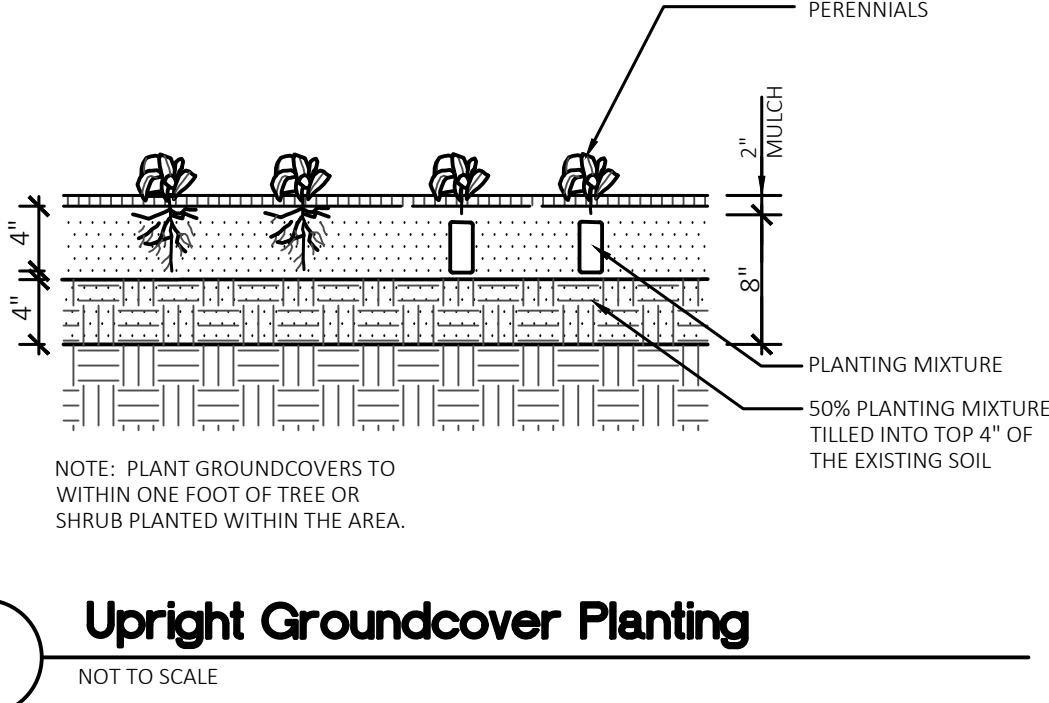 PERENNIALS
2"
MULCH
4"
4"
8"
PLANTING MIXTURE
50% PLANTING MIXTURE
TILLED INTO TOP 4" OF
THE EXISTING SOIL
NOTE: PLANT GROUNDCOVERS TO
WITHIN ONE FOOT OF TREE OR
SHRUB PLANTED WITHIN THE AREA.
Upright Groundcover Planting
NOT TO SCALE